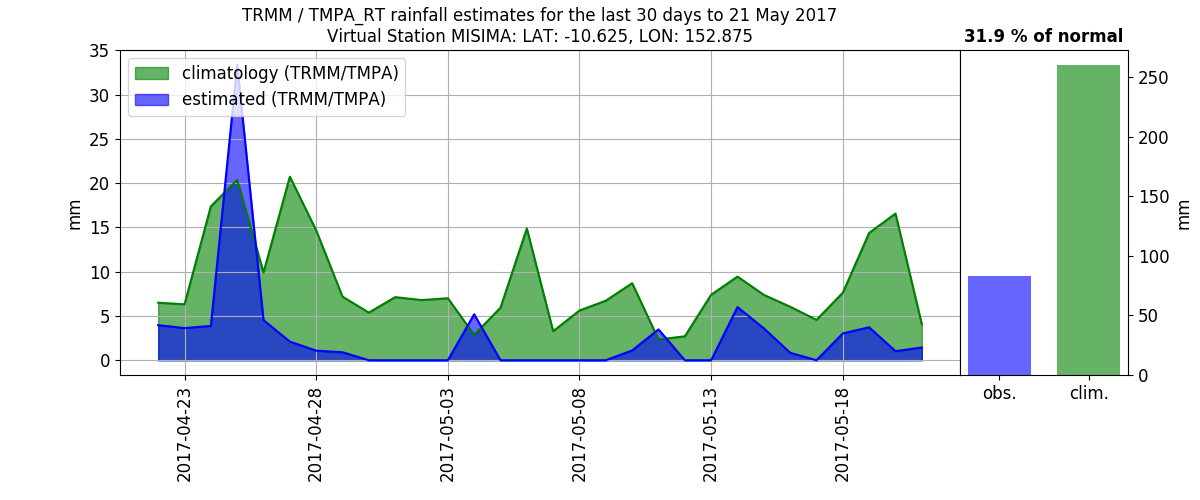 TRMM / TMPA_RT rainfall estimates for the last 30 days to 21 May 2017
Virtual Station MISIMA: LAT: -10.625, LON: 152.875
31.9 % of normal
climatology (TRMM/TMPA)
estimated (TRMM/TMPA)
35
30
25
20
15
10
5
0
mm
2017-04-23
2017-04-28
2017-05-03
2017-05-08
2017-05-13
2017-05-18
250
200
150
100
50
0
mm
obs.
clim.